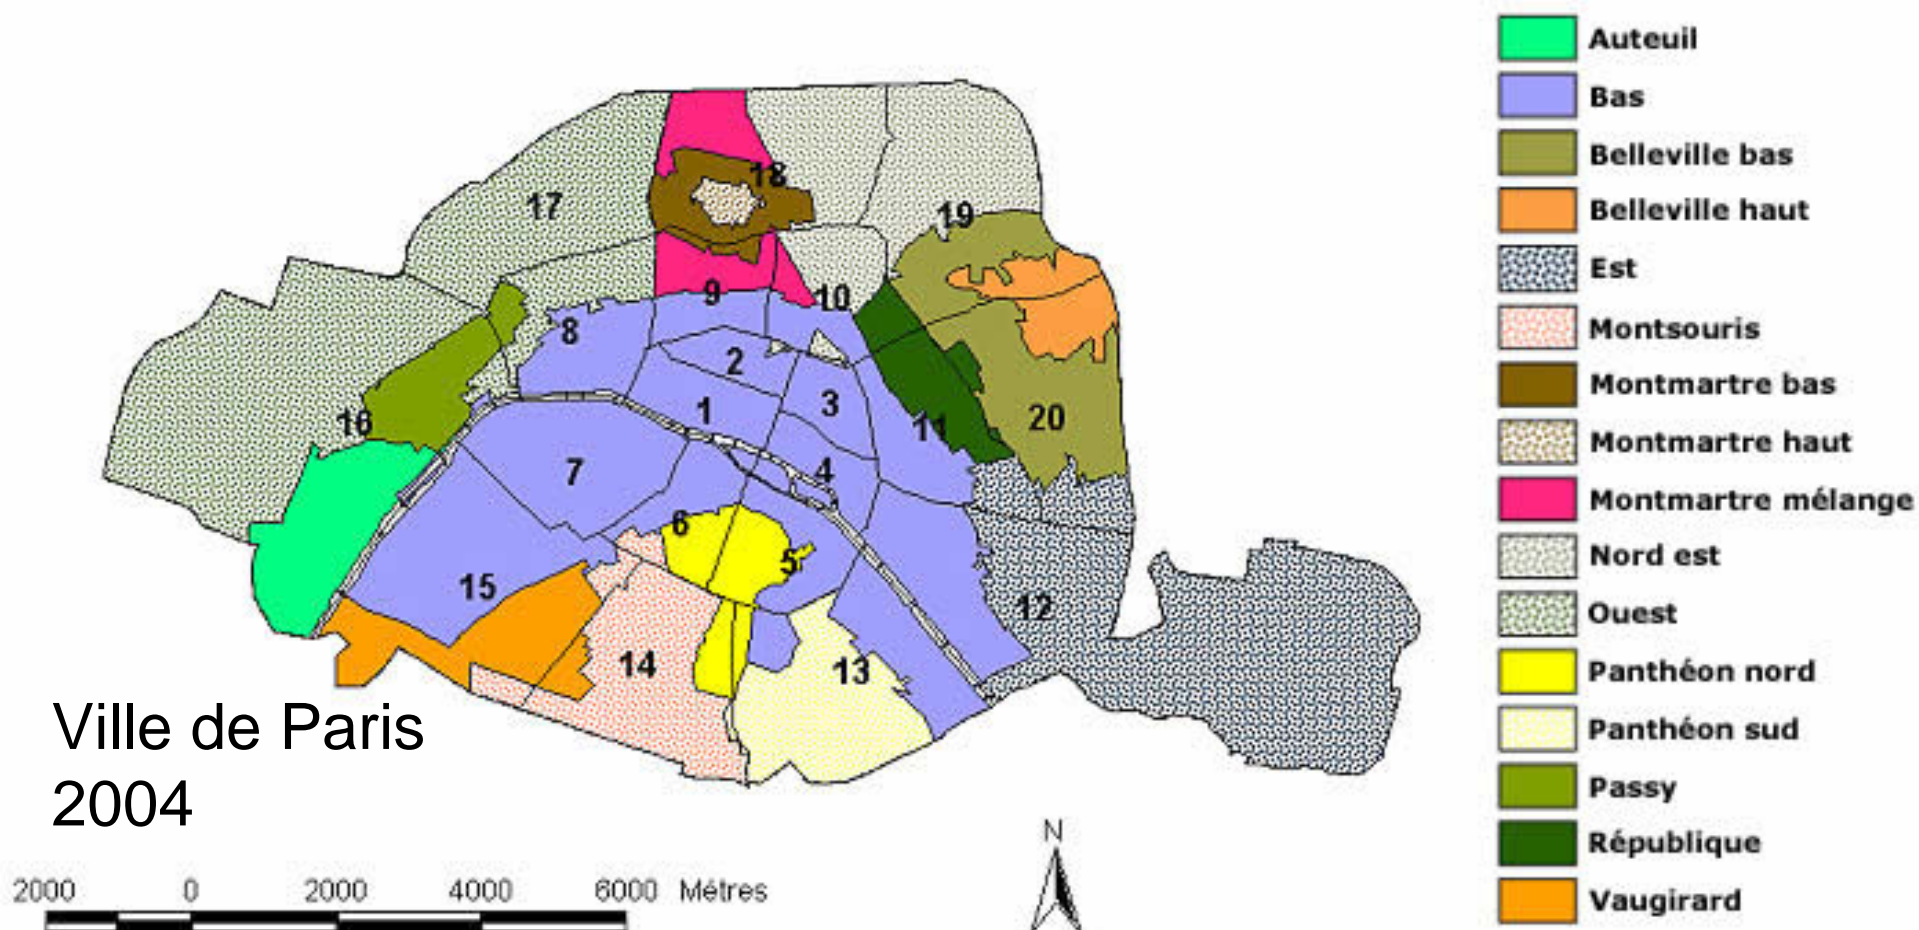 Auteuil
Bas
Belleville bas
Belleville haut
Est
Montsouris
Montmartre bas
Montmartre haut
Montmartre mélange
Nord est
Ouest
Panthéon nord
Panthéon sud
Passy
République
Vaugirard
18
17
19
9
10
8
2
16
1
3
11
20
7
4
6
5
15
12
14
13
Ville de Paris
2004
N
2000 0 2000 4000 6000 Métres